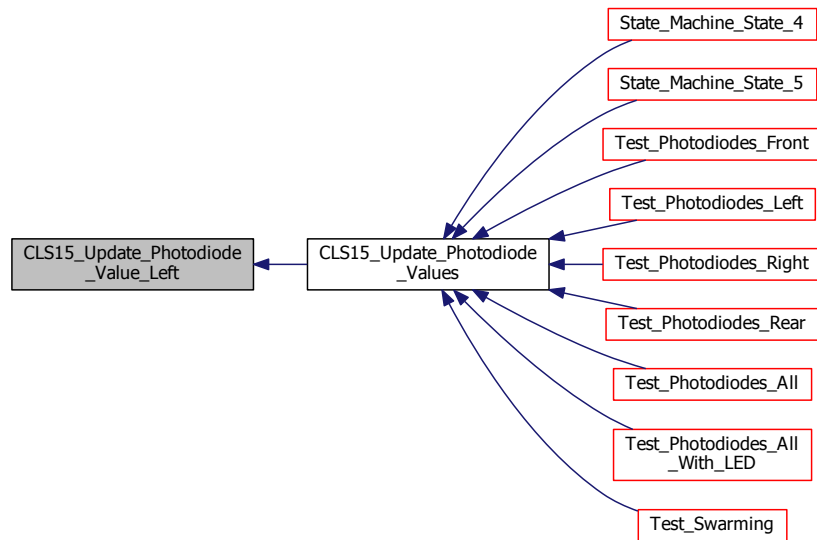 CLS15_Update_Photodiode
_Value_Left
CLS15_Update_Photodiode
_Values
State_Machine_State_4
State_Machine_State_5
Test_Photodiodes_Front
Test_Photodiodes_Left
Test_Photodiodes_Right
Test_Photodiodes_Rear
Test_Photodiodes_All
Test_Photodiodes_All
_With_LED
Test_Swarming